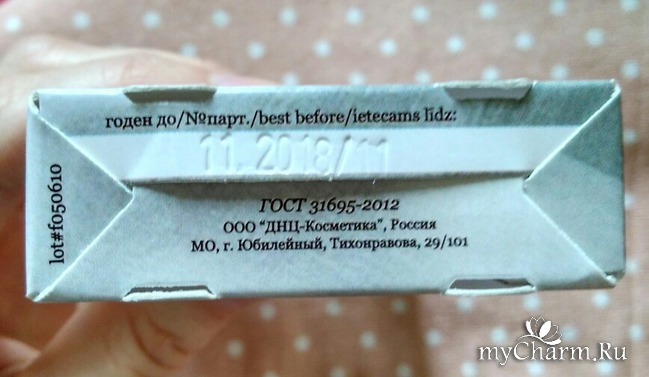 годен до/№парт./best before/ietecams līdz:
11.2018/11
ГОСТ 31695-2012
ООО "ДНЦ-Косметика", Россия
МО, г. Юбилейный, Тихонравова, 29/101
lot#f050610
myCharm.Ru